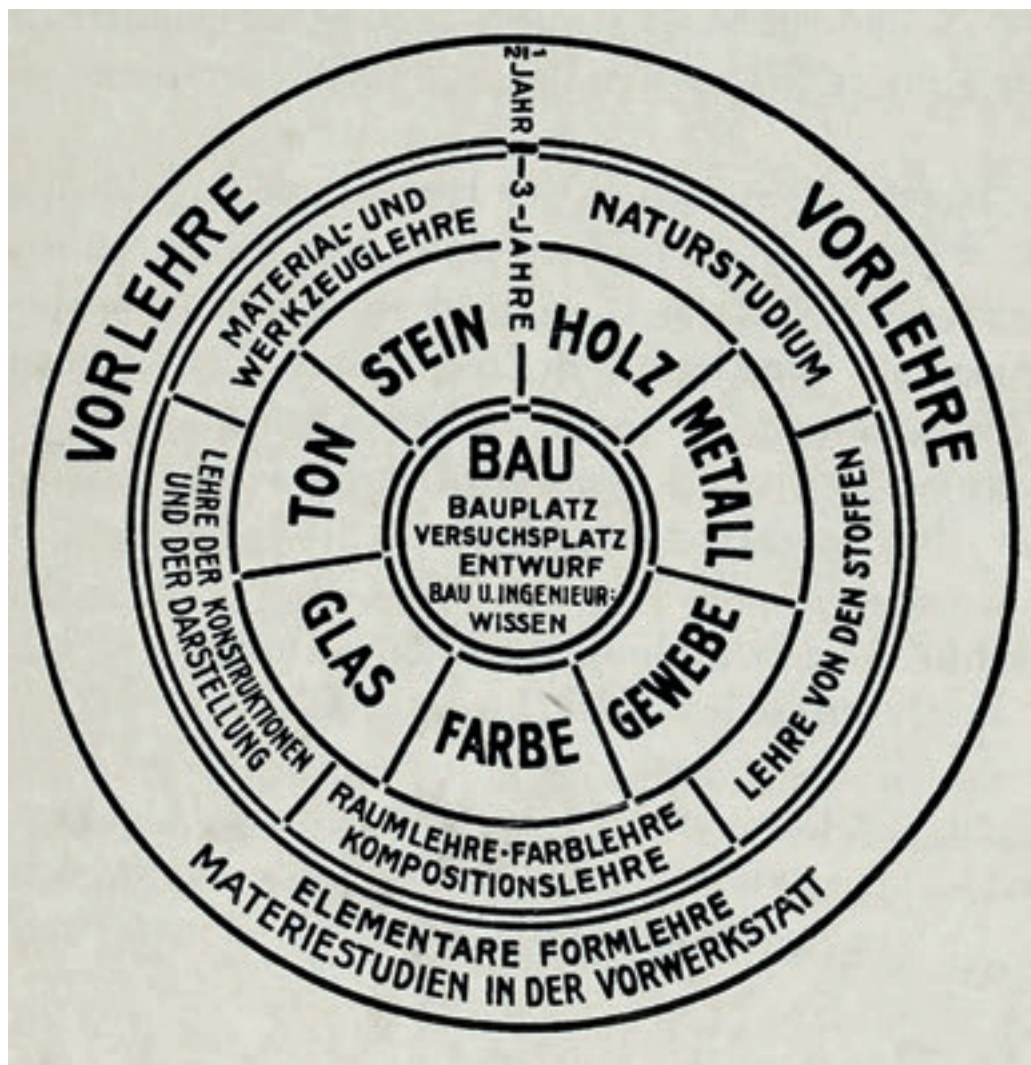 ½ JAHR
VORLEHRE
VORLEHRE
ELEMENTARE FORMLEHRE
MATERIESTUDIEN IN DER VORWERKSTATT
3-JAHRE
NATURSTUDIUM
LEHRE VON DEN STOFFEN
RAUMLEHRE·FARBLEHRE
KOMPOSITIONSLEHRE
LEHRE DER KONSTRUKTIONEN
UND DER DARSTELLUNG
MATERIAL- UND
WERKZEUGLEHRE
HOLZ
METALL
GEWEBE
FARBE
GLAS
TON
STEIN
BAU
BAUPLATZ
VERSUCHSPLATZ
ENTWURF
BAU U. INGENIEUR:
WISSEN